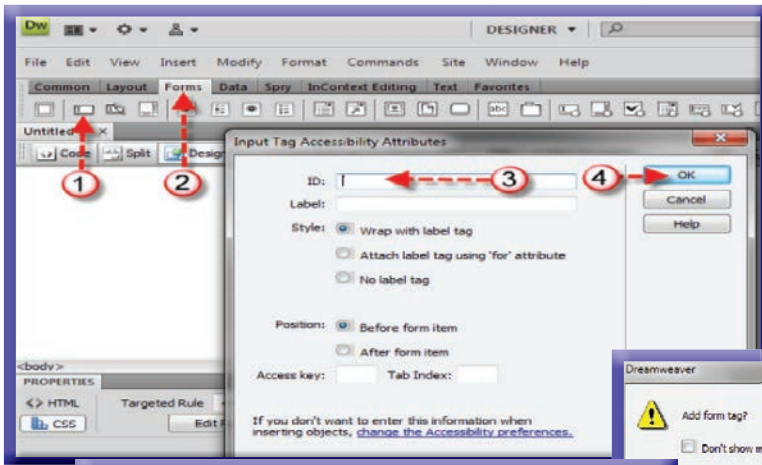 Dw DESIGNER
File Edit View Insert Modify Format Commands Site Window Help
Common Layout Forms Data Spry InContext Editing Text Favorites
abc
Untitled ×
Code Split Desig
1 2 3 4
Input Tag Accessibility Attributes
ID: OK
Label: Cancel
Style: Wrap with label tag Help
Attach label tag using 'for' attribute
No label tag
Position: Before form item
After form item
Access key: Tab Index:
If you don't want to enter this information when
inserting objects, change the Accessibility preferences.
<body>
PROPERTIES
<> HTML Targeted Rule
CSS Edit
Dreamweaver
Add form tag?
Don't show